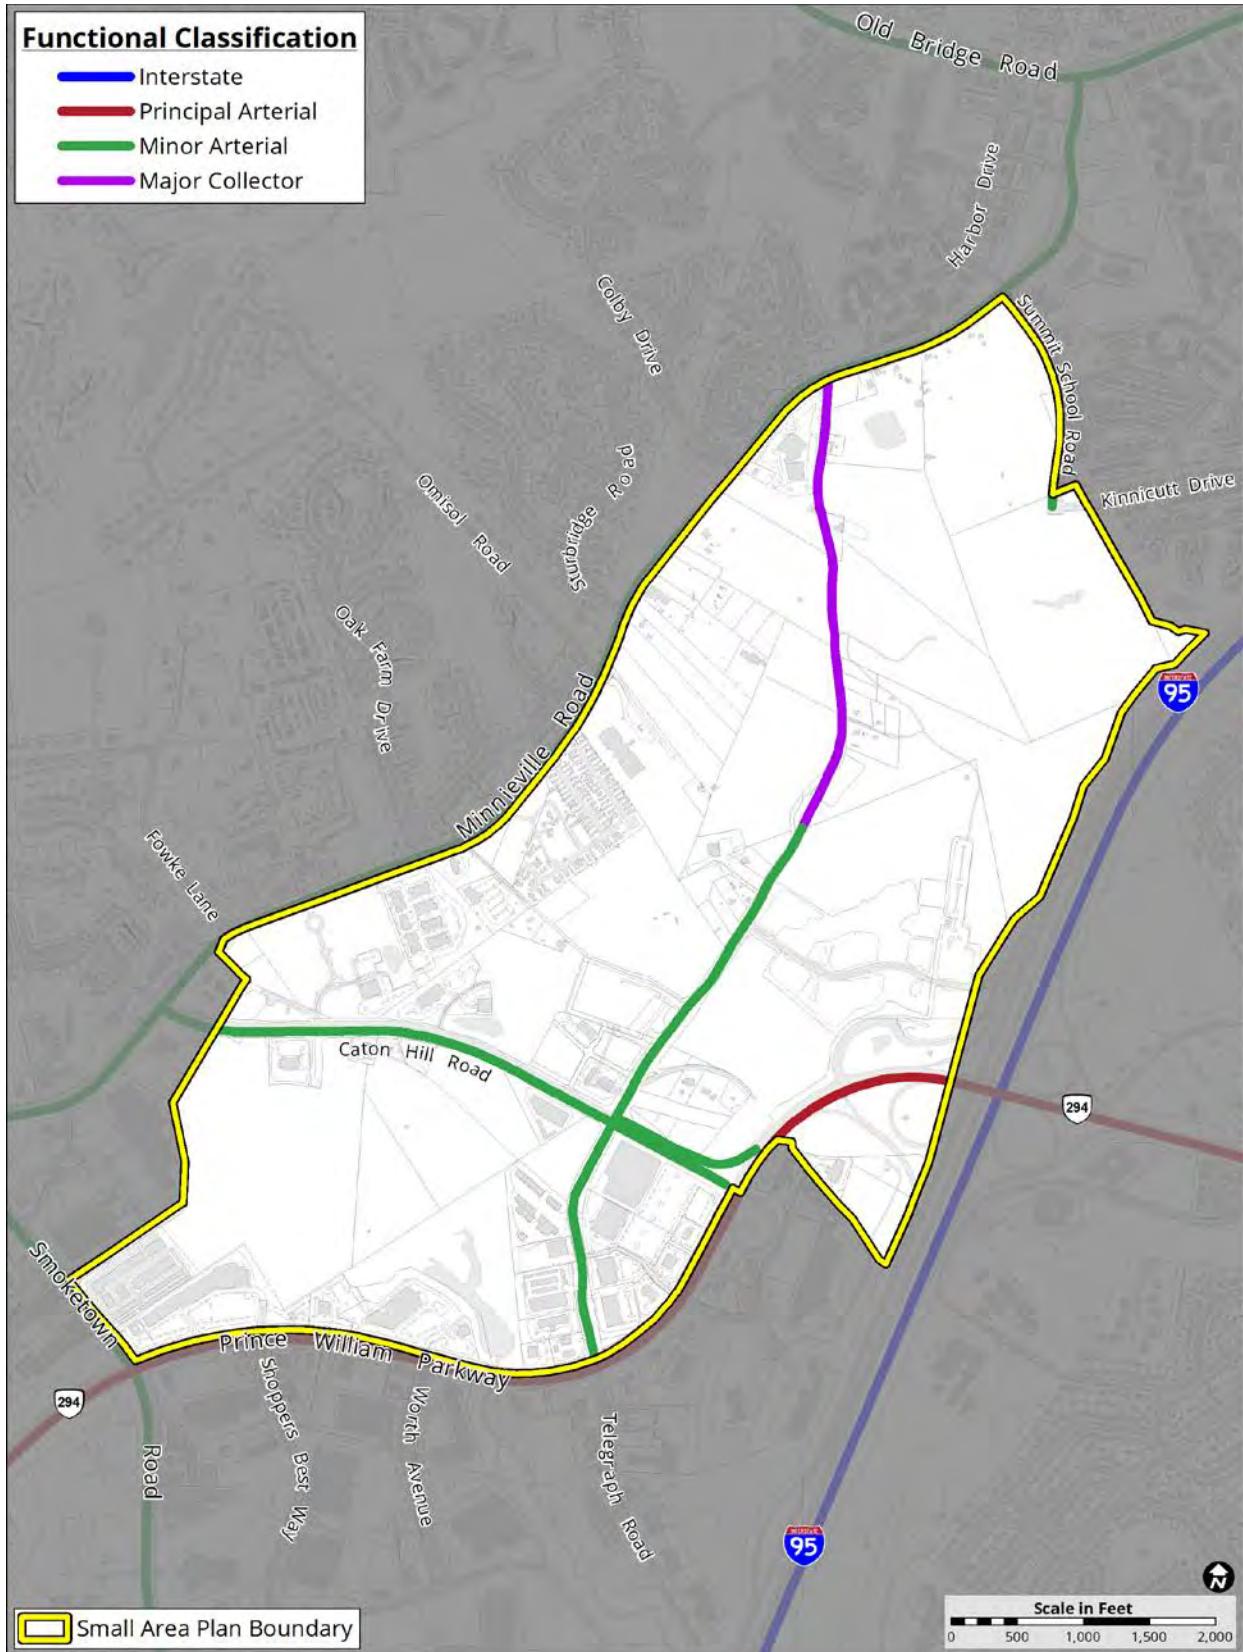 Functional Classification
Interstate
Principal Arterial
Minor Arterial
Major Collector
Old Bridge Road
Harbor Drive
Summit School Road
Colby Drive
Kinnicutt Drive
Sturbridge Road
Omisol Road
Oak Farm Drive
INTERSTATE
95
Minnieville Road
Fowke Lane
Caton Hill Road
294
Smoketown
Road
Prince William Parkway
294
Shoppers Best Way
Worth Avenue
Telegraph Road
INTERSTATE
95
N
Small Area Plan Boundary
Scale in Feet
0 500 1,000 1,500 2,000